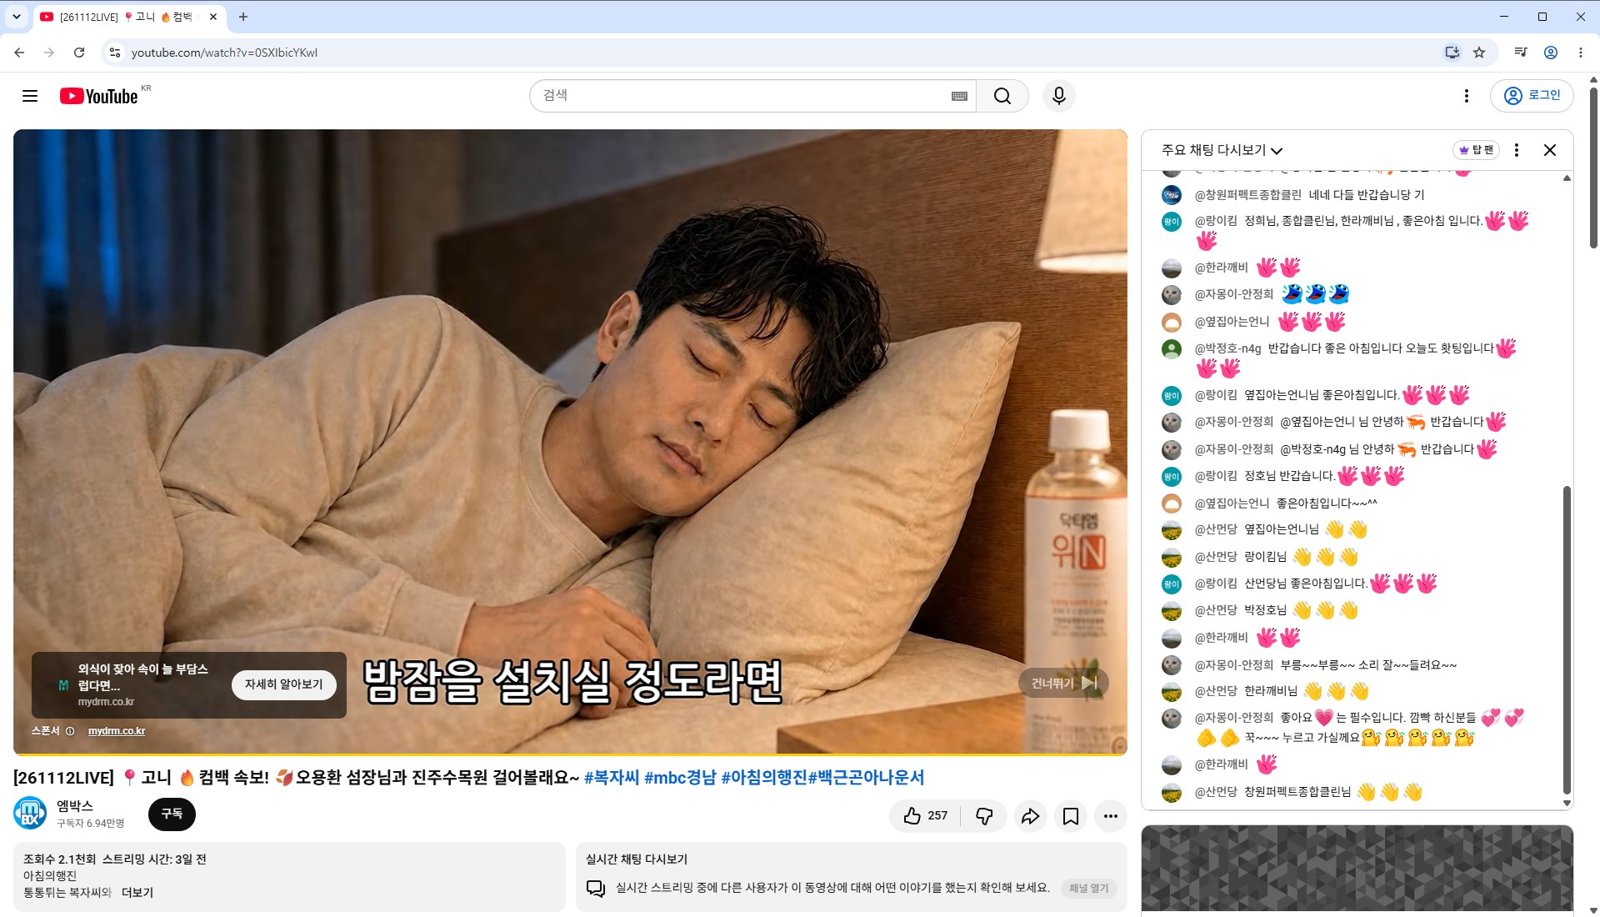 [261112LIVE] 📍고니 🔥컴백
youtube.com/watch?v=0SXIbicYKwI
YouTube KR
검색
로그인
외식이 잦아 속이 늘 부담스
럽다면...
mydrm.co.kr
자세히 알아보기
밤잠을 설치실 정도라면
건너뛰기
닥터엠
위N
스폰서
mydrm.co.kr
[261112LIVE] 📍고니 🔥컴백 속보! 🏈오용환 섬장님과 진주수목원 걸어볼래요~ #복자씨 #mbc경남 #아침의행진#백근곤아나운서
엠박스
구독자 6.94만명
구독
257
조회수 2.1천회 스트리밍 시간: 3일 전
아침의행진
통통튀는 복자씨와 더보기
실시간 채팅 다시보기
실시간 스트리밍 중에 다른 사용자가 이 동영상에 대해 어떤 이야기를 했는지 확인해 보세요.
패널 열기
주요 채팅 다시보기
탑 팬
@창원퍼펙트종합클린 네네 다들 반갑습니당 기
@랑이킴 정희님, 종합클린님, 한라깨비님 , 좋은아침 입니다.
@한라깨비
@자몽이-안정희
@옆집아는언니
@박정호-n4g 반갑습니다 좋은 아침입니다 오늘도 홧팅입니다
@랑이킴 옆집아는언니님 좋은아침입니다.
@자몽이-안정희 @옆집아는언니 님 안녕하🦐 반갑습니다
@자몽이-안정희 @박정호-n4g 님 안녕하🦐 반갑습니다
@랑이킴 정호님 반갑습니다.
@옆집아는언니 좋은아침입니다~~^^
@산먼당 옆집아는언니님 👋👋
@산먼당 랑이킴님 👋👋👋
@랑이킴 산먼당님 좋은아침입니다.
@산먼당 박정호님 👋👋👋
@한라깨비
@자몽이-안정희 부릉~~부릉~~ 소리 잘~~들려요~~
@산먼당 한라깨비님 👋👋👋
@자몽이-안정희 좋아요💗는 필수입니다. 깜빡 하신분들 💞💞
🫵🫵 꾹~~~ 누르고 가실께요🤗🤗🤗🤗🤗
@한라깨비
@산먼당 창원퍼펙트종합클린님 👋👋👋